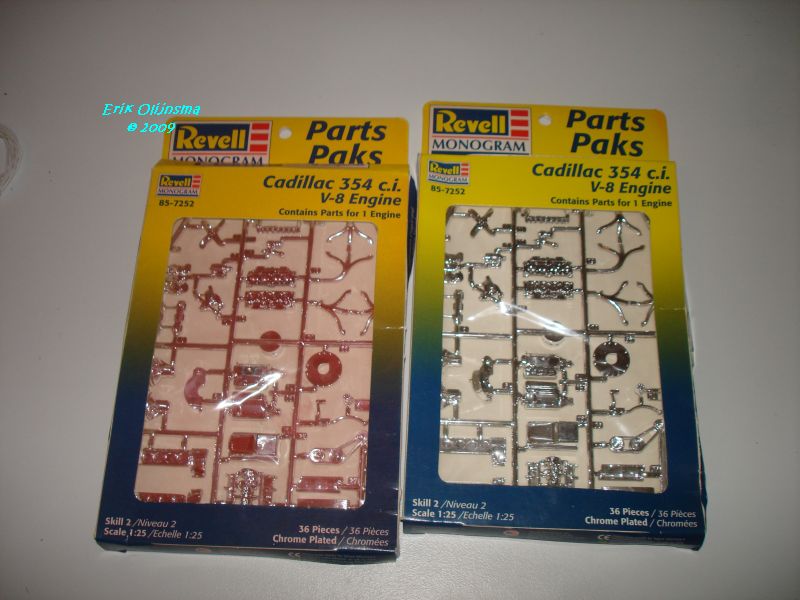 Erik Olijnsma
© 2009
Revell
MONOGRAM
Parts
Paks
Revell
MONOGRAM
85-7252
Cadillac 354 c.i.
V-8 Engine
Contains Parts for 1 Engine
Skill 2 /Niveau 2
Scale 1:25 /Echelle 1:25
36 Pieces / 36 Pièces
Chrome Plated / Chromées
CE
Revell
MONOGRAM
Parts
Paks
Revell
MONOGRAM
85-7252
Cadillac 354 c.i.
V-8 Engine
Contains Parts for 1 Engine
Skill 2 /Niveau 2
Scale 1:25 /Echelle 1:25
36 Pieces / 36 Pièces
Chrome Plated / Chromées
CE